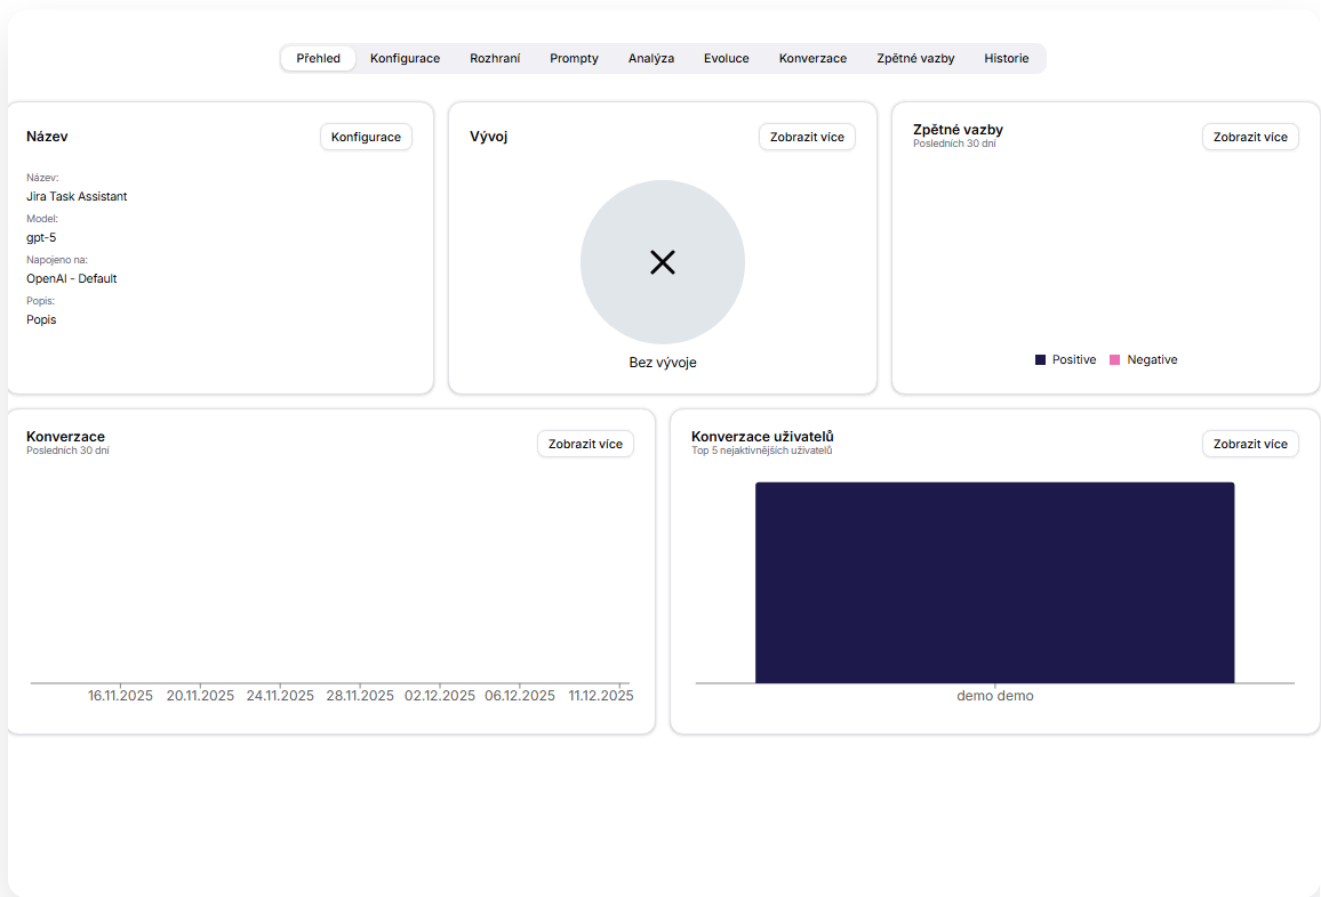 Přehled Konfigurace Rozhraní Prompty Analýza Evoluce Konverzace Zpětné vazby Historie
Název
Konfigurace
Název:
Jira Task Assistant
Model:
gpt-5
Napojeno na:
OpenAI - Default
Popis:
Popis
Vývoj
Zobrazit více
Bez vývoje
Zpětné vazby
Posledních 30 dní
Zobrazit více
Positive Negative
Konverzace
Posledních 30 dní
Zobrazit více
16.11.2025 20.11.2025 24.11.2025 28.11.2025 02.12.2025 06.12.2025 11.12.2025
Konverzace uživatelů
Top 5 nejaktivnějších uživatelů
Zobrazit více
demo demo